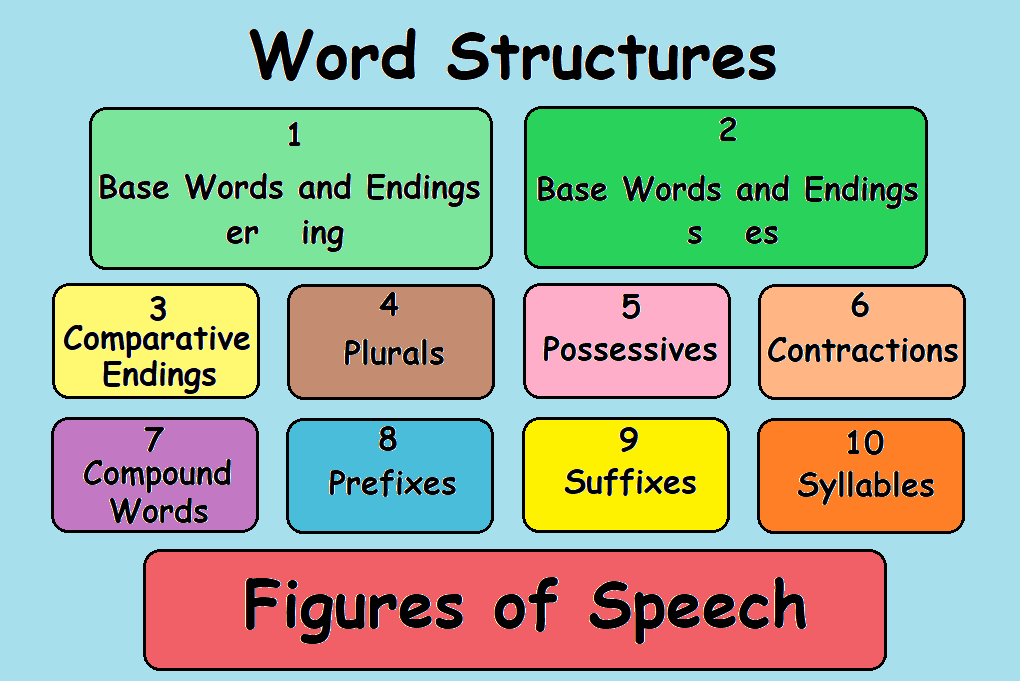 Word Structures
1
Base Words and Endings
er ing
2
Base Words and Endings
s es
3
Comparative
Endings
4
Plurals
5
Possessives
6
Contractions
7
Compound
Words
8
Prefixes
9
Suffixes
10
Syllables
Figures of Speech